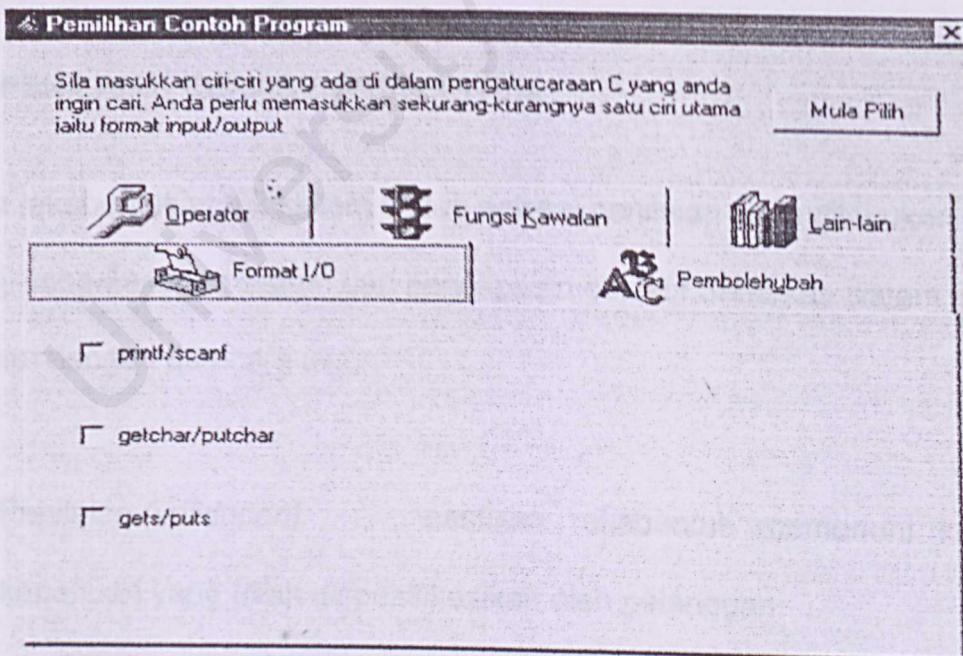 Pemilihan Contoh Program
Sila masukkan ciri-ciri yang ada di dalam pengaturcaraan C yang anda
ingin cari. Anda perlu memasukkan sekurang-kurangnya satu ciri utama
iaitu format input/output
Mula Pilih
Operator
Fungsi Kawalan
Lain-lain
Format I/O
Pembolehubah
printf/scanf
getchar/putchar
gets/puts
University